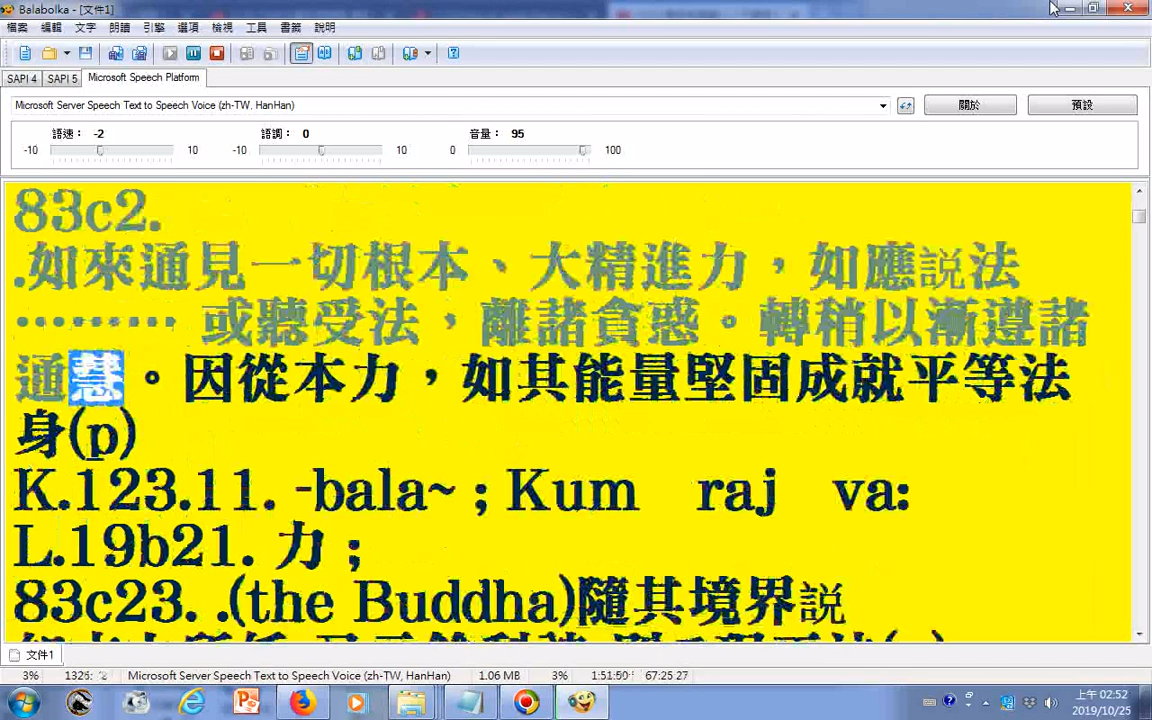 Balabolka - [文件1]
檔案 編輯 文字 朗讀 引擎 選項 檢視 工具 書籤 說明
SAPI 4 SAPI 5 Microsoft Speech Platform
Microsoft Server Speech Text to Speech Voice (zh-TW, HanHan) 關於 預設
語速： -2 語調： 0 音量： 95
-10 10 -10 10 0 100
83c2.
.如來通見一切根本、大精進力，如應説法
········· 或聽受法，離諸貪惑。轉稍以漸遵諸
通慧。因從本力，如其能量堅固成就平等法
身(p)
K.123.11. -bala~ ; Kum raj va:
L.19b21. 力；
83c23. .(the Buddha)隨其境界説
文件1
3% 1326: Microsoft Server Speech Text to Speech Voice (zh-TW, HanHan) 1.06 MB 3% 1:51:50 67:25:27
上午 02:52
2019/10/25